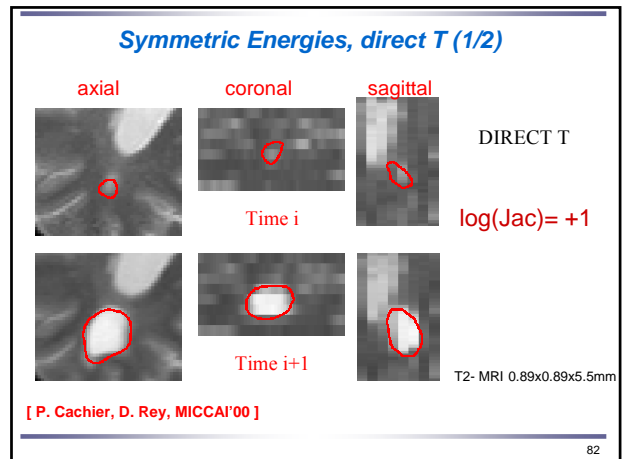 Symmetric Energies, direct T (1/2)
axial coronal sagittal
DIRECT T
Time i
log(Jac)= +1
Time i+1
T2- MRI 0.89x0.89x5.5mm
[ P. Cachier, D. Rey, MICCAI'00 ]
82